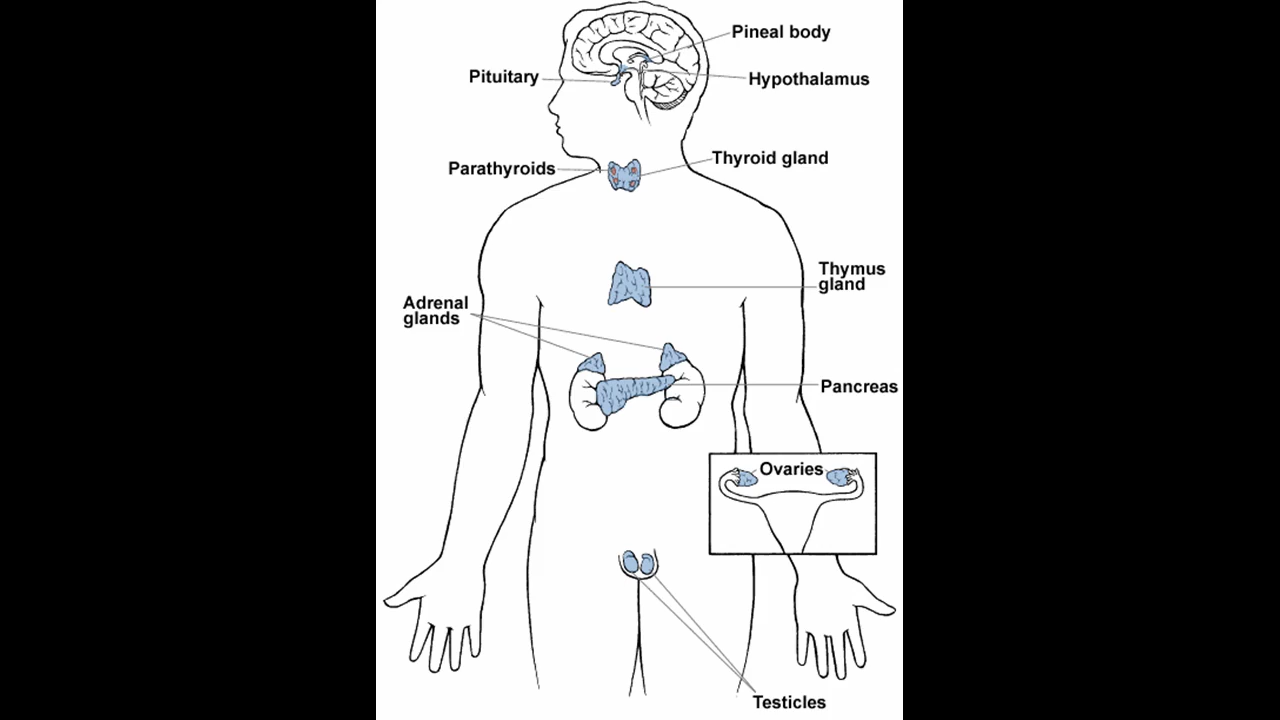 Pineal body
Pituitary
Hypothalamus
Thyroid gland
Parathyroids
Thymus
gland
Adrenal
glands
Pancreas
Ovaries
Testicles